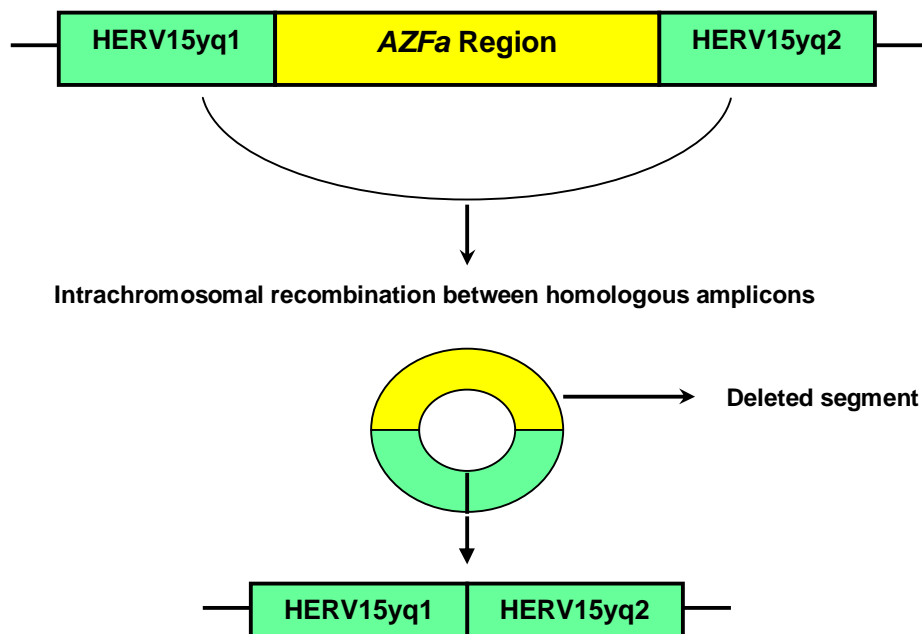 HERV15yq1 AZFa Region HERV15yq2
Intrachromosomal recombination between homologous amplicons
Deleted segment
HERV15yq1 HERV15yq2